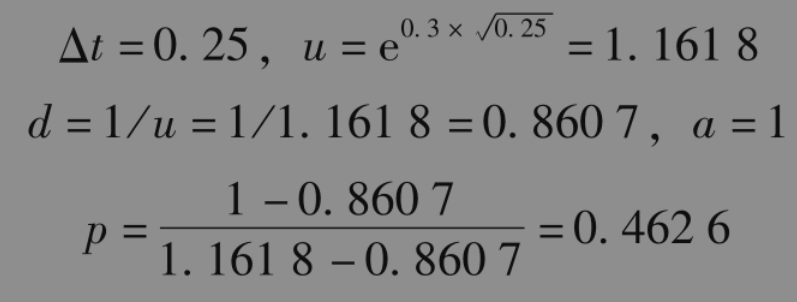 Δt = 0.25, u = e^{0.3 × √0.25} = 1.161 8
d = 1/u = 1/1.161 8 = 0.860 7, a = 1
p = \frac{1 − 0.860 7}{1.161 8 − 0.860 7} = 0.462 6